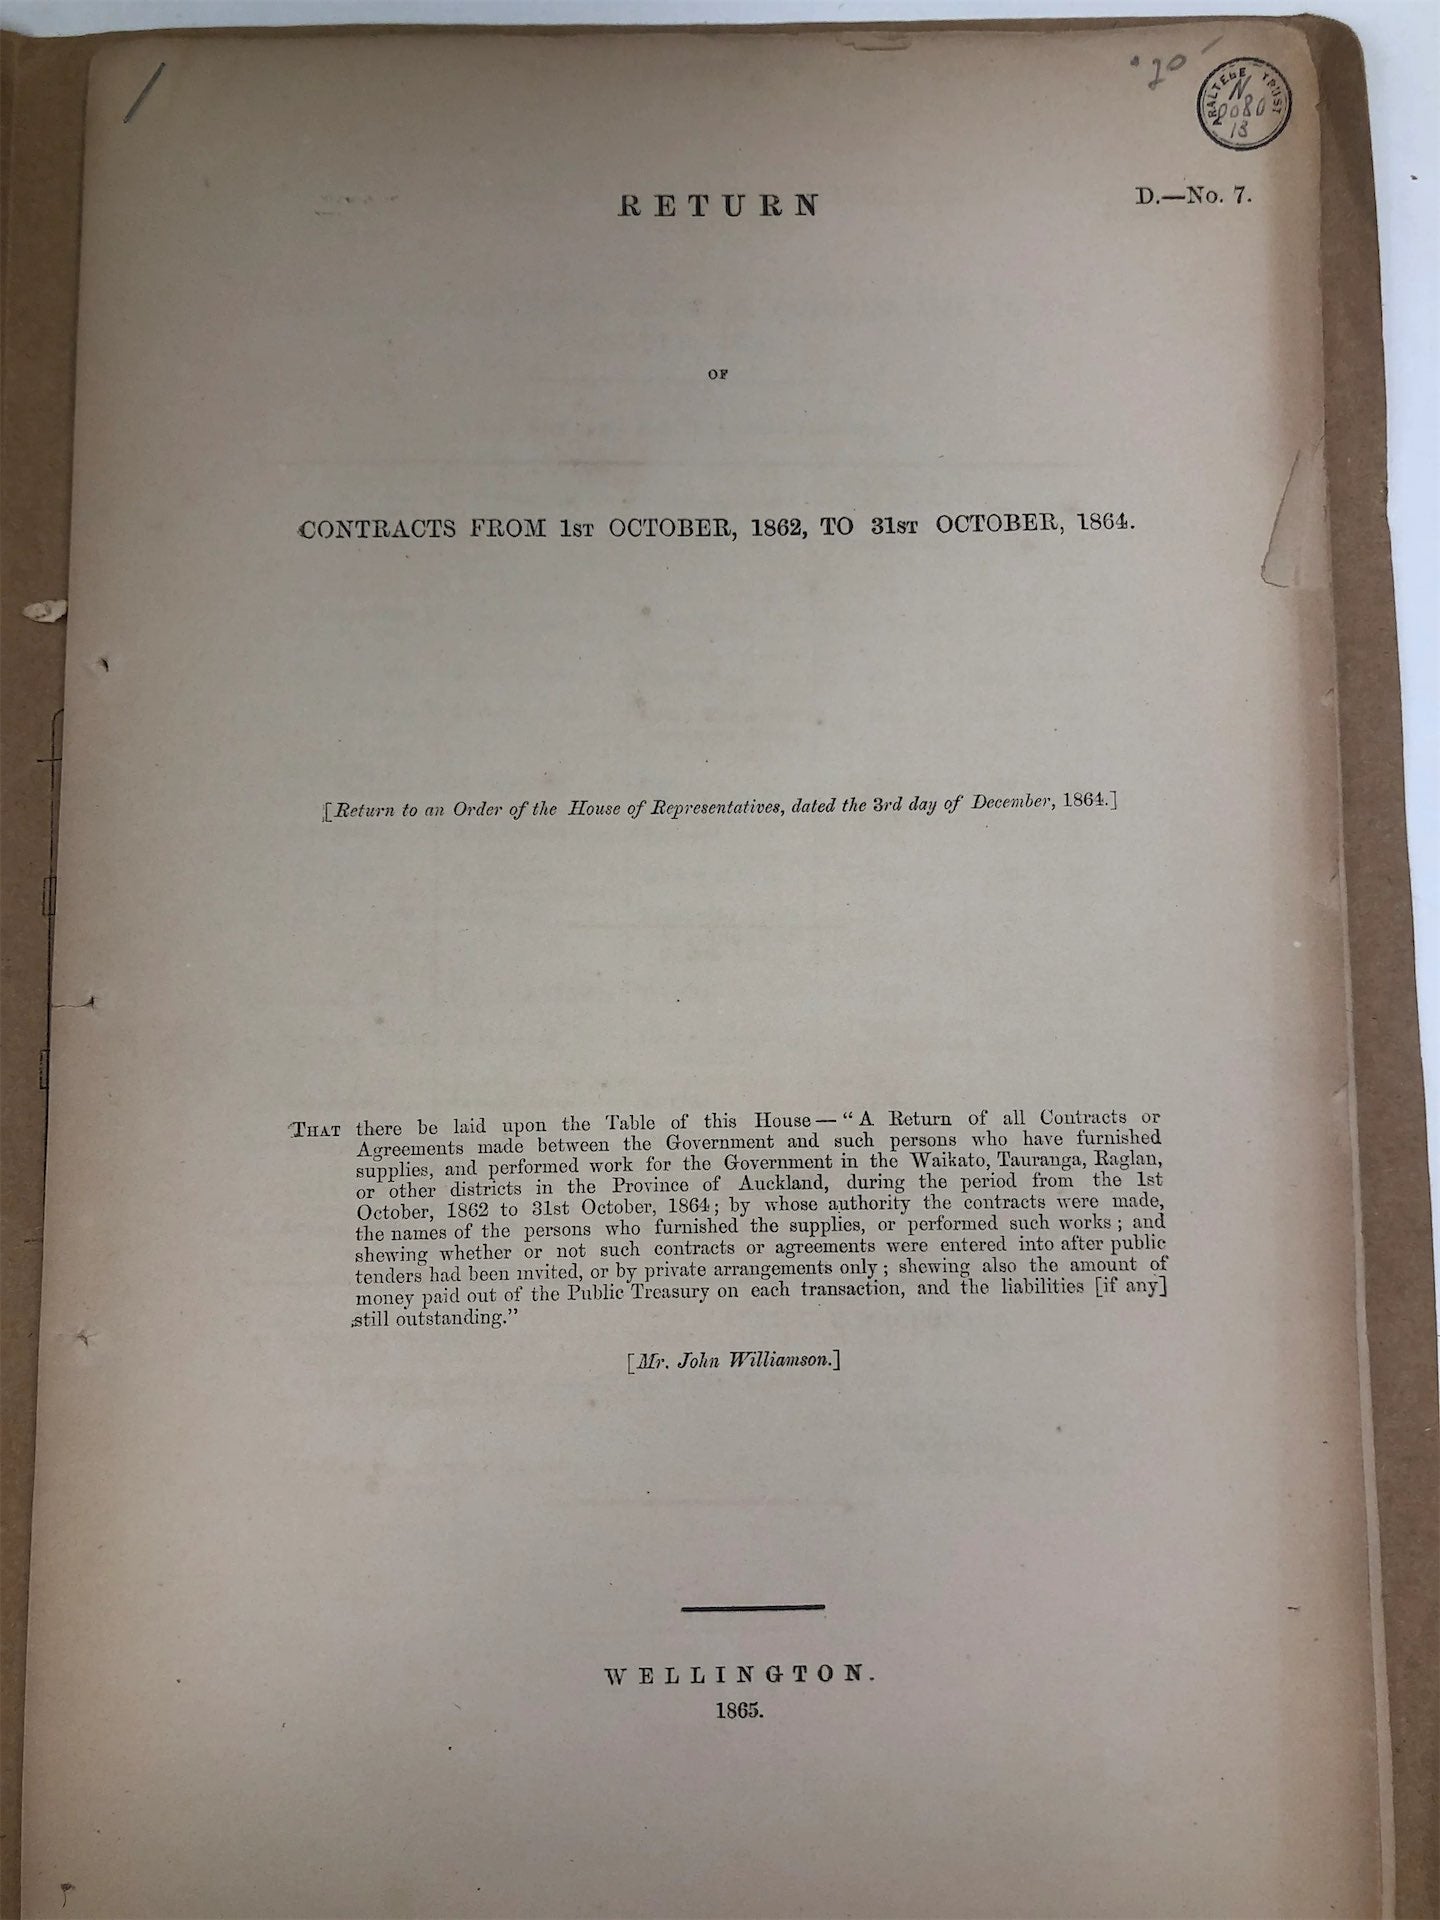 D.—No. 7.
RETURN
OF
CONTRACTS FROM 1ST OCTOBER, 1862, TO 31ST OCTOBER, 1864.
[Return to an Order of the House of Representatives, dated the 3rd day of December, 1864.]
THAT there be laid upon the Table of this House — “ A Return of all Contracts or
Agreements made between the Government and such persons who have furnished
supplies, and performed work for the Government in the Waikato, Tauranga, Raglan,
or other districts in the Province of Auckland, during the period from the 1st
October, 1862 to 31st October, 1864 ; by whose authority the contracts were made,
the names of the persons who furnished the supplies, or performed such works ; and
shewing whether or not such contracts or agreements were entered into after public
tenders had been invited, or by private arrangements only ; shewing also the amount of
money paid out of the Public Treasury on each transaction, and the liabilities [if any]
still outstanding.”
[Mr. John Williamson.]
WELLINGTON.
1865.